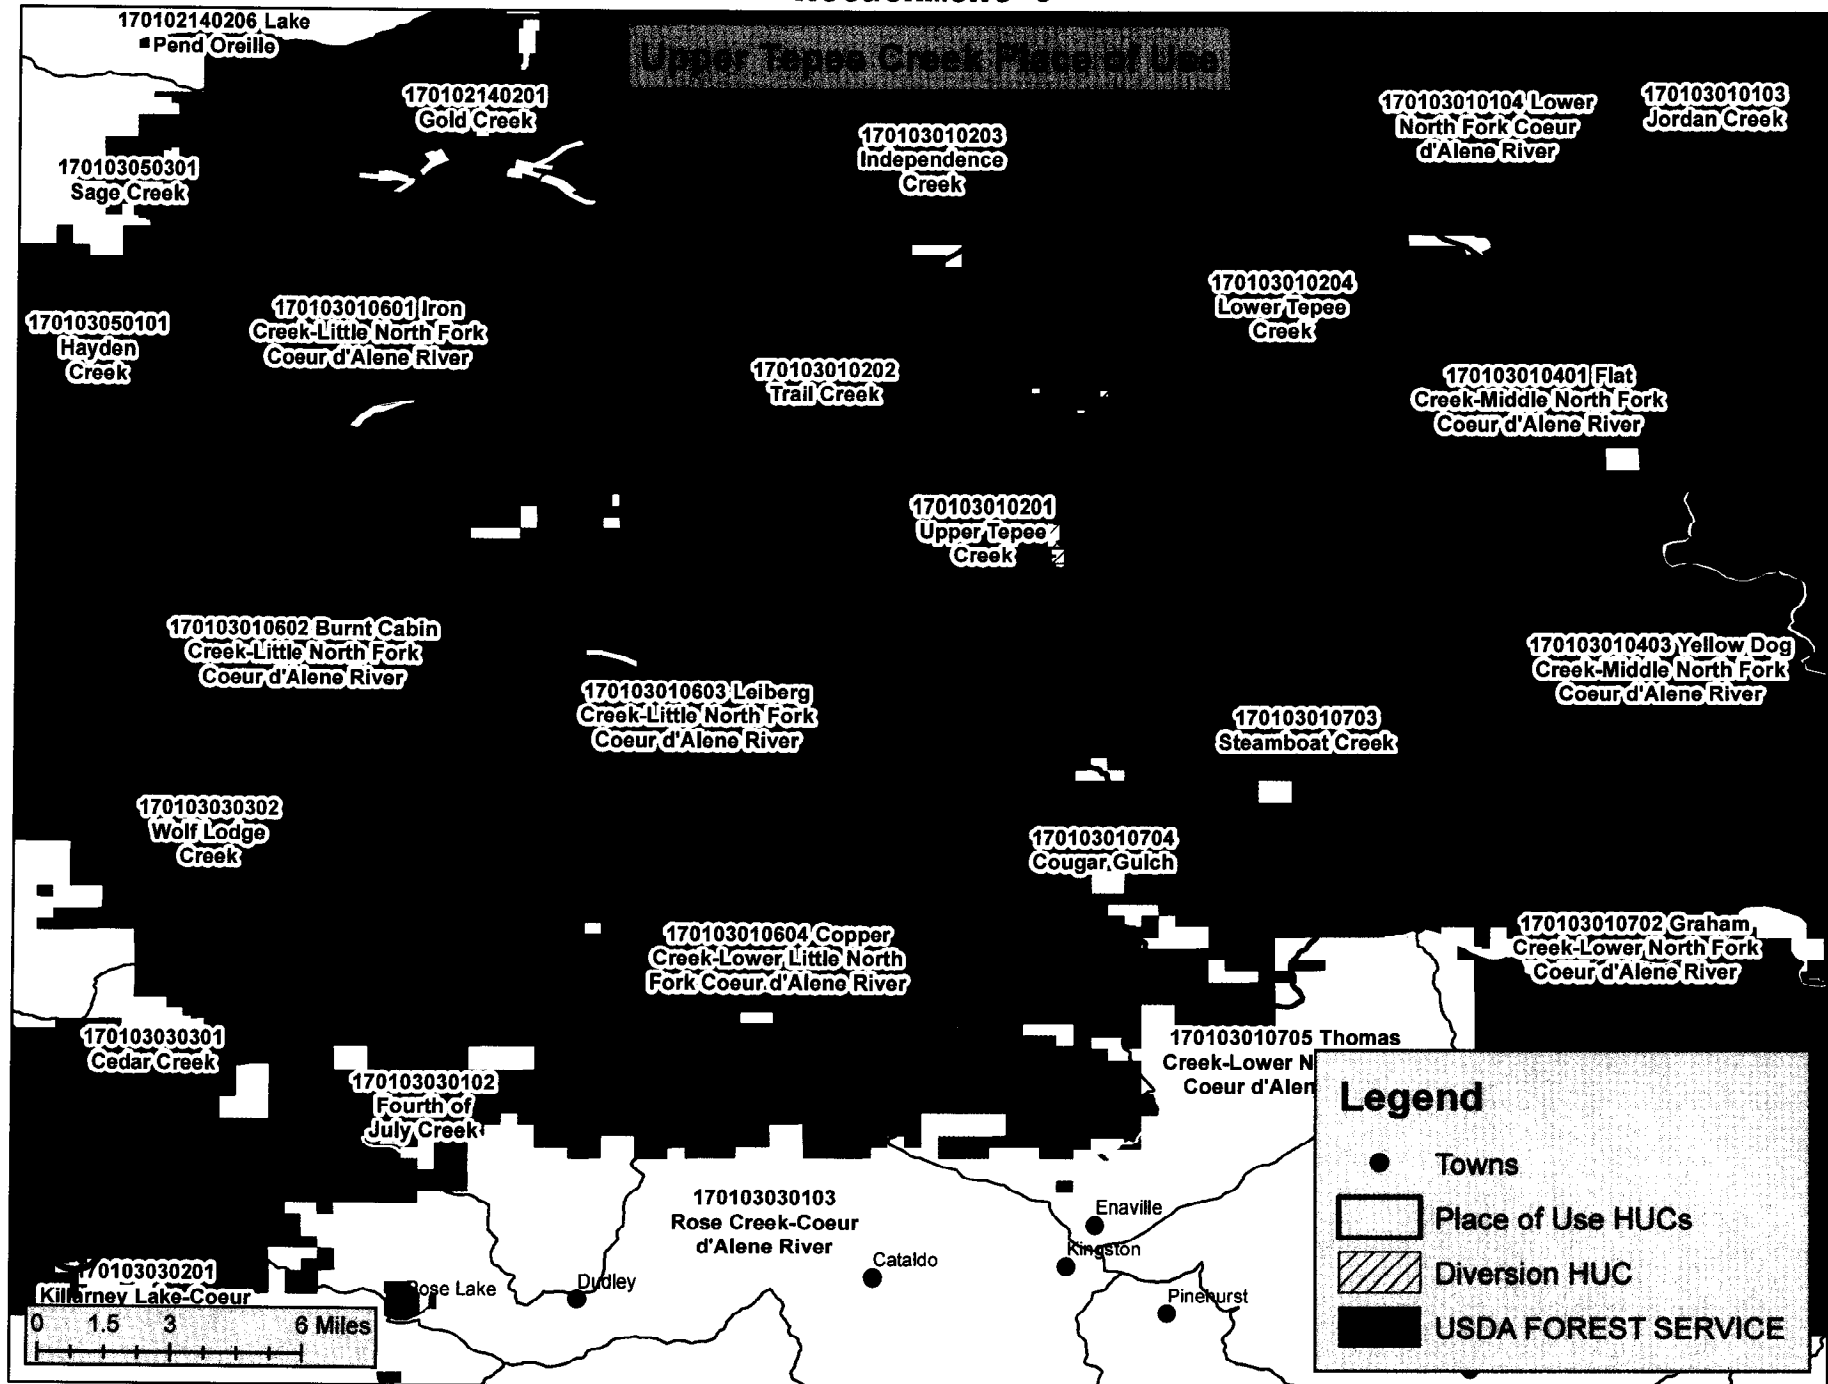 Upper Tepee Creek Place of Use
170102140206 Lake
Pend Oreille
170102140201
Gold Creek
170103010203
Independence
Creek
170103010104 Lower
North Fork Coeur
d'Alene River
170103010103
Jordan Creek
170103050301
Sage Creek
170103050101
Hayden
Creek
170103010601 Iron
Creek-Little North Fork
Coeur d'Alene River
170103010204
Lower Tepee
Creek
170103010202
Trail Creek
170103010401 Flat
Creek-Middle North Fork
Coeur d'Alene River
170103010201
Upper Tepee
Creek
170103010602 Burnt Cabin
Creek-Little North Fork
Coeur d'Alene River
170103010603 Leiberg
Creek-Little North Fork
Coeur d'Alene River
170103010403 Yellow Dog
Creek-Middle North Fork
Coeur d'Alene River
170103010703
Steamboat Creek
170103030302
Wolf Lodge
Creek
170103010704
Cougar Gulch
170103010604 Copper
Creek-Lower Little North
Fork Coeur d'Alene River
170103010702 Graham
Creek-Lower North Fork
Coeur d'Alene River
170103030301
Cedar Creek
170103030102
Fourth of
July Creek
170103010705 Thomas
Creek-Lower N
Coeur d'Alen
170103030103
Rose Creek-Coeur
d'Alene River
Enaville
Kingston
Cataldo
Pinehurst
Dudley
Rose Lake
170103030201
Killarney Lake-Coeur
0 1.5 3 6 Miles
Legend
Towns
Place of Use HUCs
Diversion HUC
USDA FOREST SERVICE